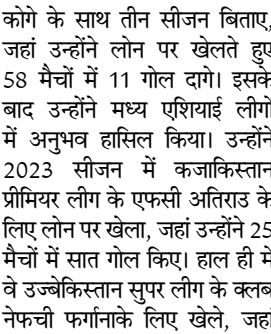 कोगे के साथ तीन सीजन बिताए,
जहां उन्होंने लोन पर खेलते हुए
58 मैचों में 11 गोल दागे। इसके
बाद उन्होंने मध्य एशियाई लीगों
में अनुभव हासिल किया। उन्होंने
2023 सीजन में कजाकिस्तान
प्रीमियर लीग के एफसी अतिराउ के
लिए लोन पर खेला, जहां उन्होंने 25
मैचों में सात गोल किए। हाल ही में
वे उज्बेकिस्तान सुपर लीग के क्लब
नेफची फर्गानाके लिए खेले, जहां